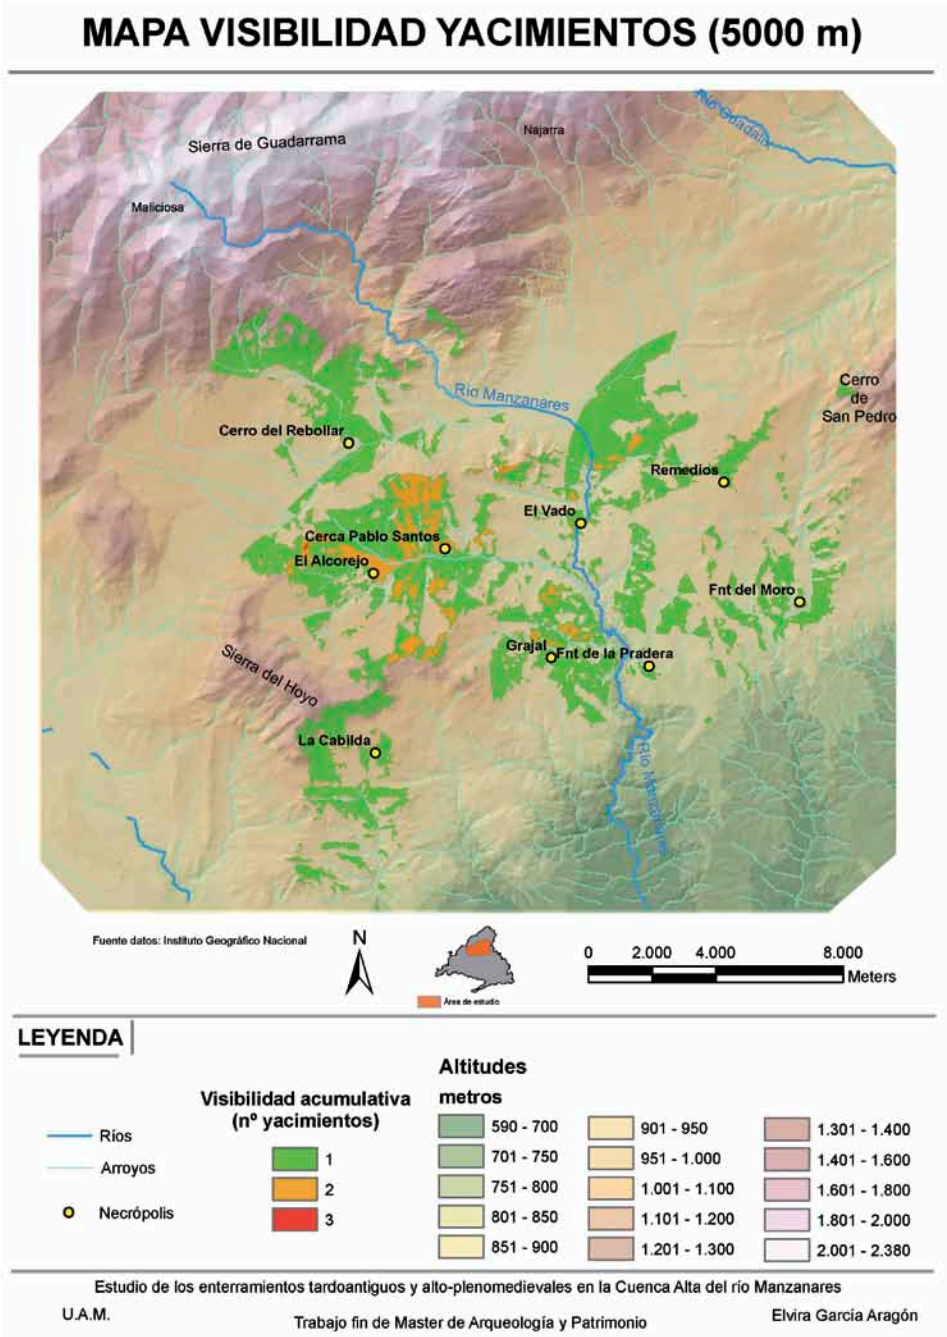 MAPA VISIBILIDAD YACIMIENTOS (5000 m)
Sierra de Guadarrama
Najarra
Río Guadalix
Maliciosa
Río Manzanares
Cerro
de
San Pedro
Cerro del Rebollar
Remedios
El Vado
Cerca Pablo Santos
El Alcorejo
Fnt del Moro
Grajal
Fnt de la Pradera
Sierra del Hoyo
La Cabilda
Río Manzanares
Fuente datos: Instituto Geográfico Nacional
N
Área de estudio
0 2.000 4.000 8.000
Meters
LEYENDA
Ríos
Arroyos
Necrópolis
Visibilidad acumulativa
(nº yacimientos)
1
2
3
Altitudes
metros
590 - 700
701 - 750
751 - 800
801 - 850
851 - 900
901 - 950
951 - 1.000
1.001 - 1.100
1.101 - 1.200
1.201 - 1.300
1.301 - 1.400
1.401 - 1.600
1.601 - 1.800
1.801 - 2.000
2.001 - 2.380
Estudio de los enterramientos tardoantiguos y alto-plenomedievales en la Cuenca Alta del río Manzanares
U.A.M.
Trabajo fin de Master de Arqueología y Patrimonio
Elvira García Aragón